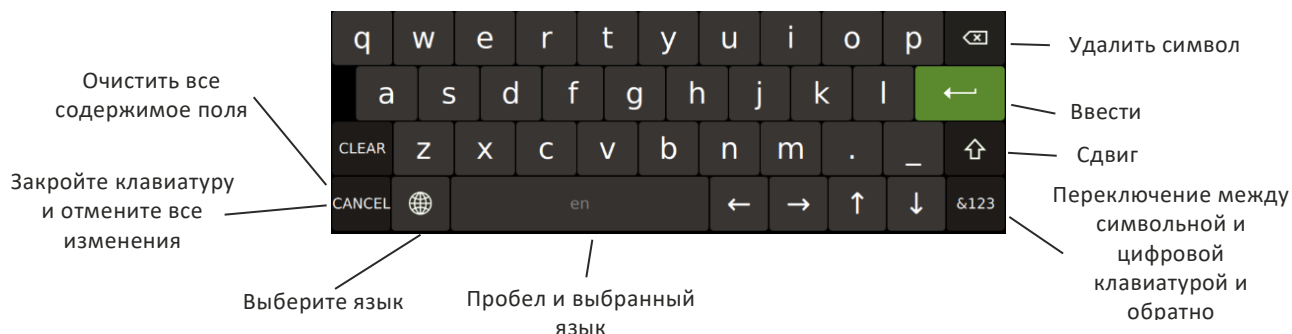 q w e r t y u i o p
Удалить символ
Очистить все
содержимое поля
a s d f g h j k l
Ввести
CLEAR z x c v b n m . _
Сдвиг
Закройте клавиатуру
и отмените все
изменения
CANCEL en ← → ↑ ↓ &123
Переключение между
символьной и
цифровой
клавиатурой и
обратно
Выберите язык
Пробел и выбранный
язык